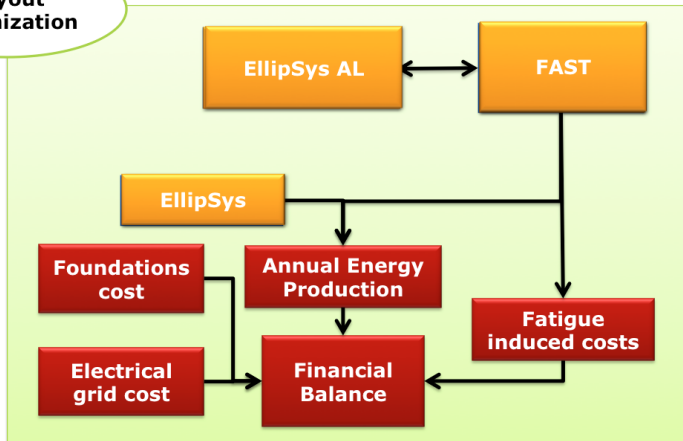 EllipSys AL
FAST
EllipSys
Foundations
cost
Annual Energy
Production
Fatigue
induced costs
Electrical
grid cost
Financial
Balance